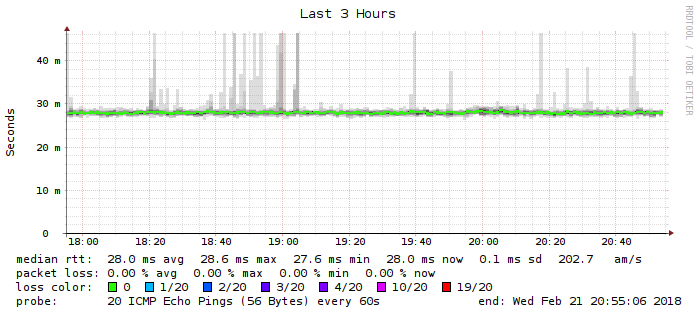 Last 3 Hours
RRDTOOL / TOBI OETIKER
Seconds
40 m
30 m
20 m
10 m
0
18:00 18:20 18:40 19:00 19:20 19:40 20:00 20:20 20:40
median rtt: 28.0 ms avg 28.6 ms max 27.6 ms min 28.0 ms now 0.1 ms sd 202.7 am/s
packet loss: 0.00 % avg 0.00 % max 0.00 % min 0.00 % now
loss color: 0 1/20 2/20 3/20 4/20 10/20 19/20
probe: 20 ICMP Echo Pings (56 Bytes) every 60s end: Wed Feb 21 20:55:06 2018